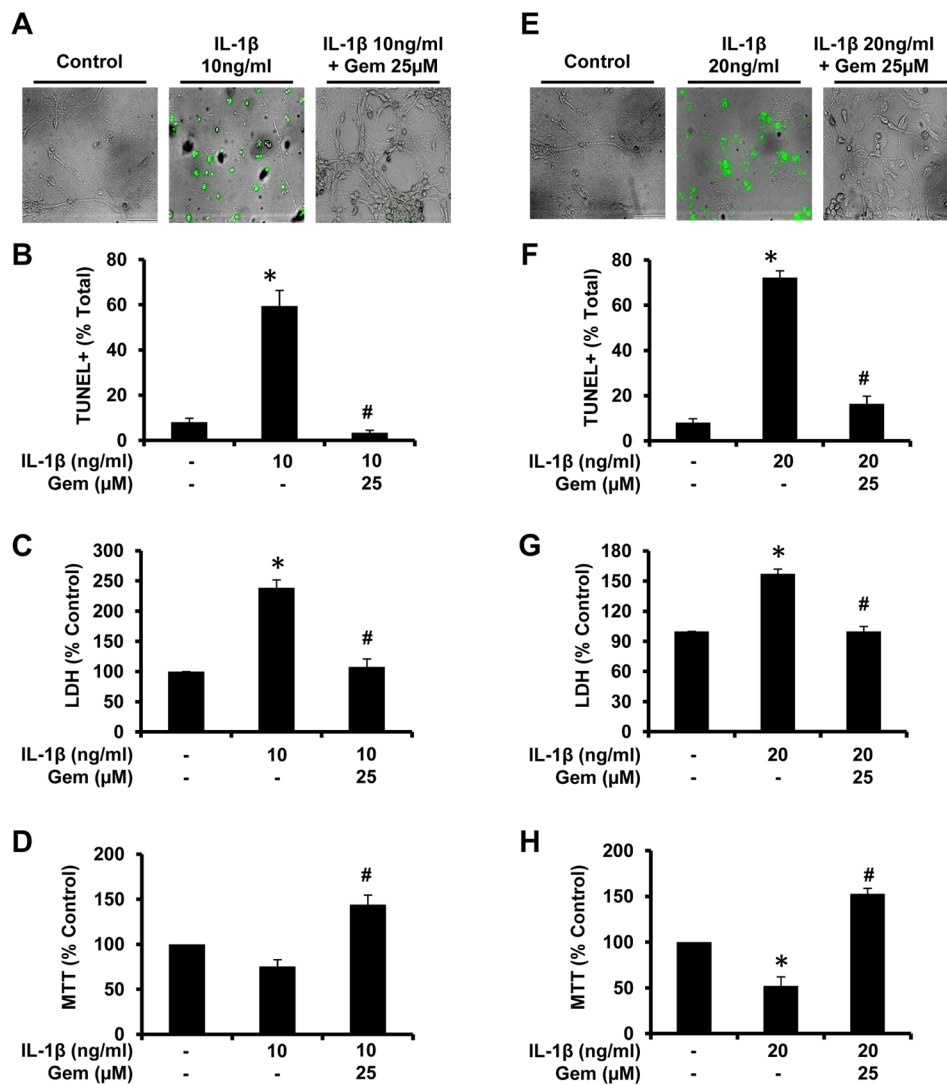 A
Control
IL-1β
10ng/ml
IL-1β 10ng/ml
+ Gem 25µM
B
TUNEL+ (% Total)
80
60
40
20
0
*
#
IL-1β (ng/ml) - 10 10
Gem (µM) - - 25
C
LDH (% Control)
300
250
200
150
100
50
0
*
#
IL-1β (ng/ml) - 10 10
Gem (µM) - - 25
D
MTT (% Control)
200
150
100
50
0
#
IL-1β (ng/ml) - 10 10
Gem (µM) - - 25
E
Control
IL-1β
20ng/ml
IL-1β 20ng/ml
+ Gem 25µM
F
TUNEL+ (% Total)
80
60
40
20
0
*
#
IL-1β (ng/ml) - 20 20
Gem (µM) - - 25
G
LDH (% Control)
180
150
120
90
60
30
0
*
#
IL-1β (ng/ml) - 20 20
Gem (µM) - - 25
H
MTT (% Control)
200
150
100
50
0
*
#
IL-1β (ng/ml) - 20 20
Gem (µM) - - 25